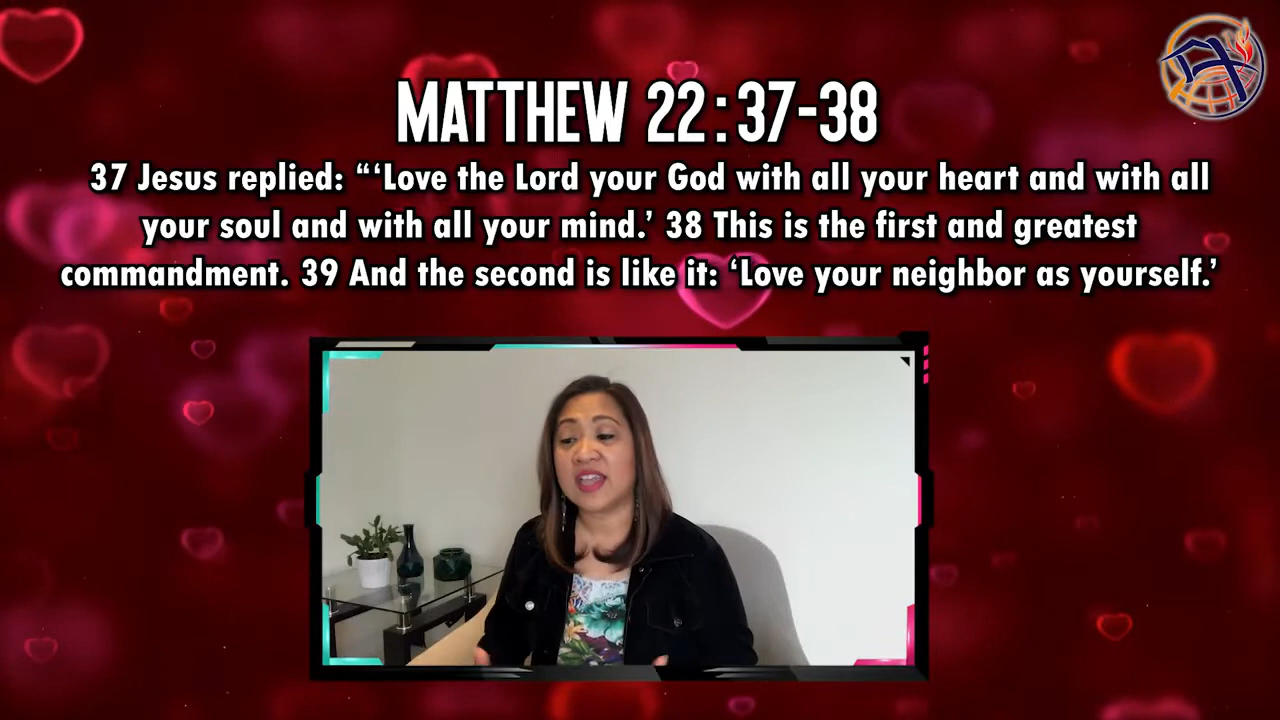 MATTHEW 22:37-38
37 Jesus replied: “‘Love the Lord your God with all your heart and with all
your soul and with all your mind.’ 38 This is the first and greatest
commandment. 39 And the second is like it: ‘Love your neighbor as yourself.’